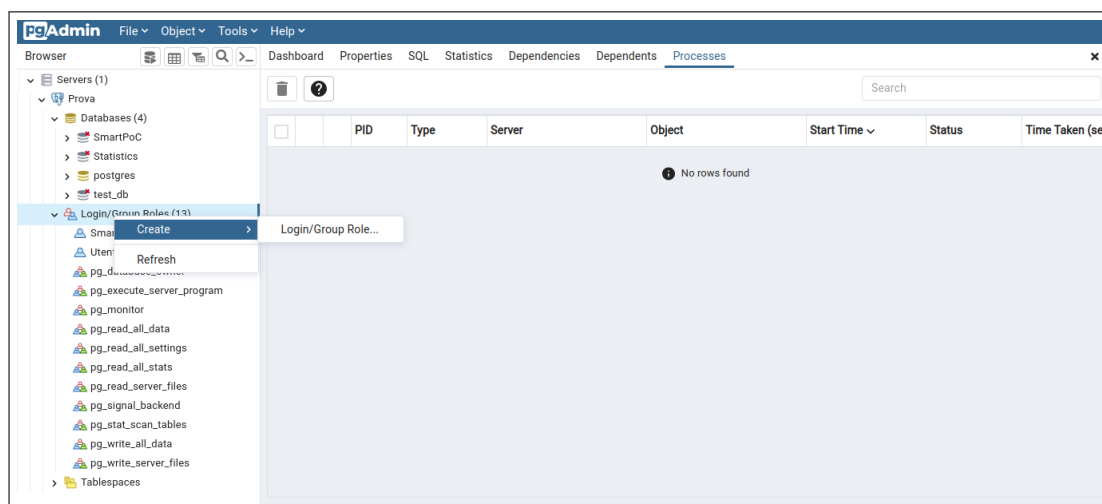 pgAdmin File Object Tools Help
Browser Dashboard Properties SQL Statistics Dependencies Dependents Processes
Servers (1)
Prova
Search
Databases (4)
PID Type Server Object Start Time Status Time Taken (se
SmartPoC
Statistics
No rows found
postgres
test_db
Login/Group Roles (13)
Create Login/Group Role...
Refresh
pg_execute_server_program
pg_monitor
pg_read_all_data
pg_read_all_settings
pg_read_all_stats
pg_read_server_files
pg_signal_backend
pg_stat_scan_tables
pg_write_all_data
pg_write_server_files
Tablespaces